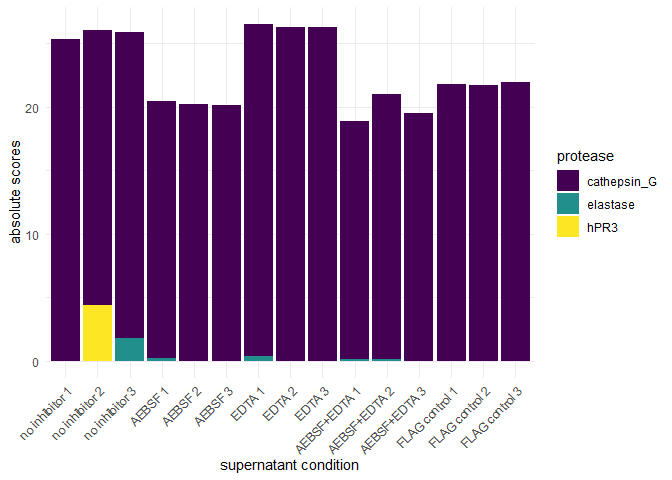 absolute scores
20
10
0
no inhibitor 1
no inhibitor 2
no inhibitor 3
AEBSF 1
AEBSF 2
AEBSF 3
EDTA 1
EDTA 2
EDTA 3
AEBSF+EDTA 1
AEBSF+EDTA 2
AEBSF+EDTA 3
FLAG control 1
FLAG control 2
FLAG control 3
supernatant condition
protease
cathepsin_G
elastase
hPR3